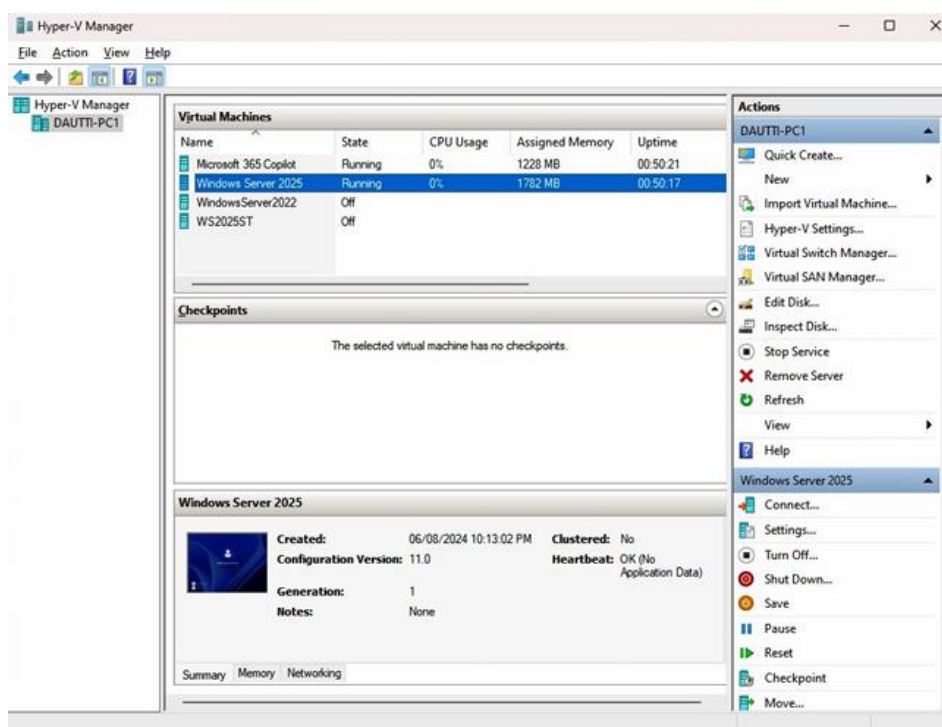 Hyper-V Manager
File Action View Help
Hyper-V Manager
DAUTTI-PC1
Virtual Machines
Name State CPU Usage Assigned Memory Uptime
Microsoft 365 Copilot Running 0% 1228 MB 00:50:21
Windows Server 2025 Running 0% 1782 MB 00:50:17
WindowsServer2022 Off
WS2025ST Off
Checkpoints
The selected virtual machine has no checkpoints.
Windows Server 2025
Created: 06/08/2024 10:13:02 PM Clustered: No
Configuration Version: 11.0 Heartbeat: OK (No
Application Data)
Generation: 1
Notes: None
Summary Memory Networking
Actions
DAUTTI-PC1
Quick Create...
New
Import Virtual Machine...
Hyper-V Settings...
Virtual Switch Manager...
Virtual SAN Manager...
Edit Disk...
Inspect Disk...
Stop Service
Remove Server
Refresh
View
Help
Windows Server 2025
Connect...
Settings...
Turn Off...
Shut Down...
Save
Pause
Reset
Checkpoint
Move...